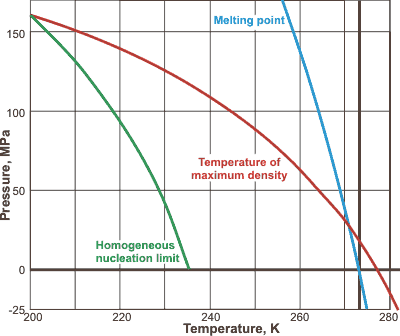 150
Melting point
100
Pressure, MPa
Temperature of
maximum density
50
Homogeneous
nucleation limit
0
-25
200
220
240
260
280
Temperature, K